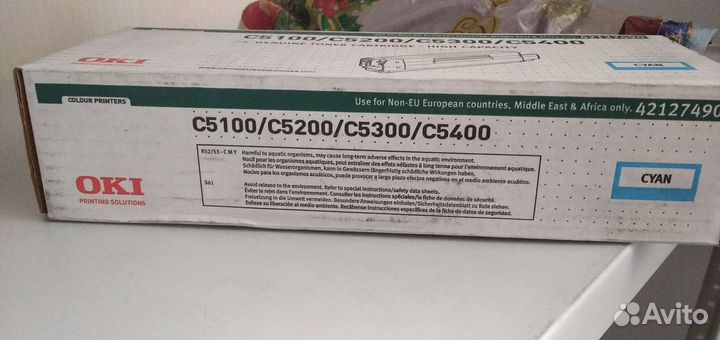 C5100/C5200/C5300/C5400
GENUINE TONER CARTRIDGE - HIGH CAPACITY
OKI
CYAN
COLOUR PRINTERS
Use for Non-EU European countries, Middle East & Africa only. 42127490
C5100/C5200/C5300/C5400
R52/53 - C M Y Harmful to aquatic organisms, may cause long-term adverse effects in the aquatic environment.
Nocif pour les organismes aquatiques, peut entraîner des effets néfastes à long terme pour l'environnement aquatique.
Schädlich für Wasserorganismen, kann in Gewässern längerfristig schädliche Wirkungen haben.
Nocivo para los organismos acuáticos, puede provocar a largo plazo efectos negativos en el medio ambiente acuático.
S61 Avoid release to the environment. Refer to special instructions/safety data sheets.
Éviter le rejet dans l'environnement. Consulter les instructions spéciales/la fiche de données de sécurité.
Freisetzung in die Umwelt vermeiden. Besondere Anweisungen einholen/Sicherheitsdatenblatt zu Rate ziehen.
Evítese su liberación al medio ambiente. Recábense instrucciones específicas de la ficha de datos de seguridad.
OKI
PRINTING SOLUTIONS
CYAN
Avito